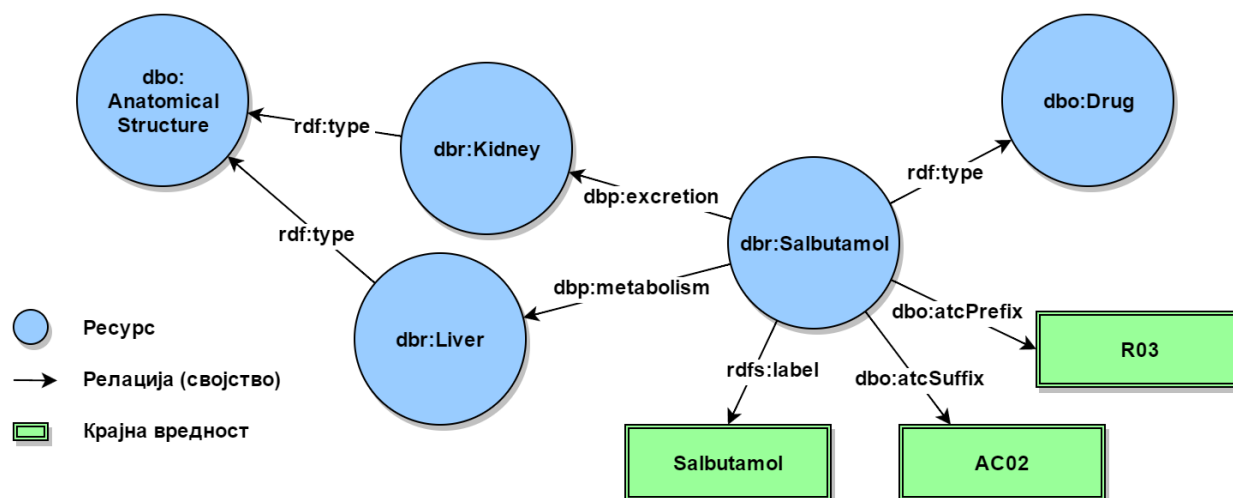 dbo:
Anatomical
Structure
rdf:type
dbr:Kidney
dbo:Drug
rdf:type
dbp:excretion
rdf:type
dbr:Salbutamol
dbp:metabolism
dbo:atcPrefix
dbr:Liver
R03
rdfs:label
dbo:atcSuffix
Salbutamol
AC02
Ресурс
Релација (својство)
Крајна вредност